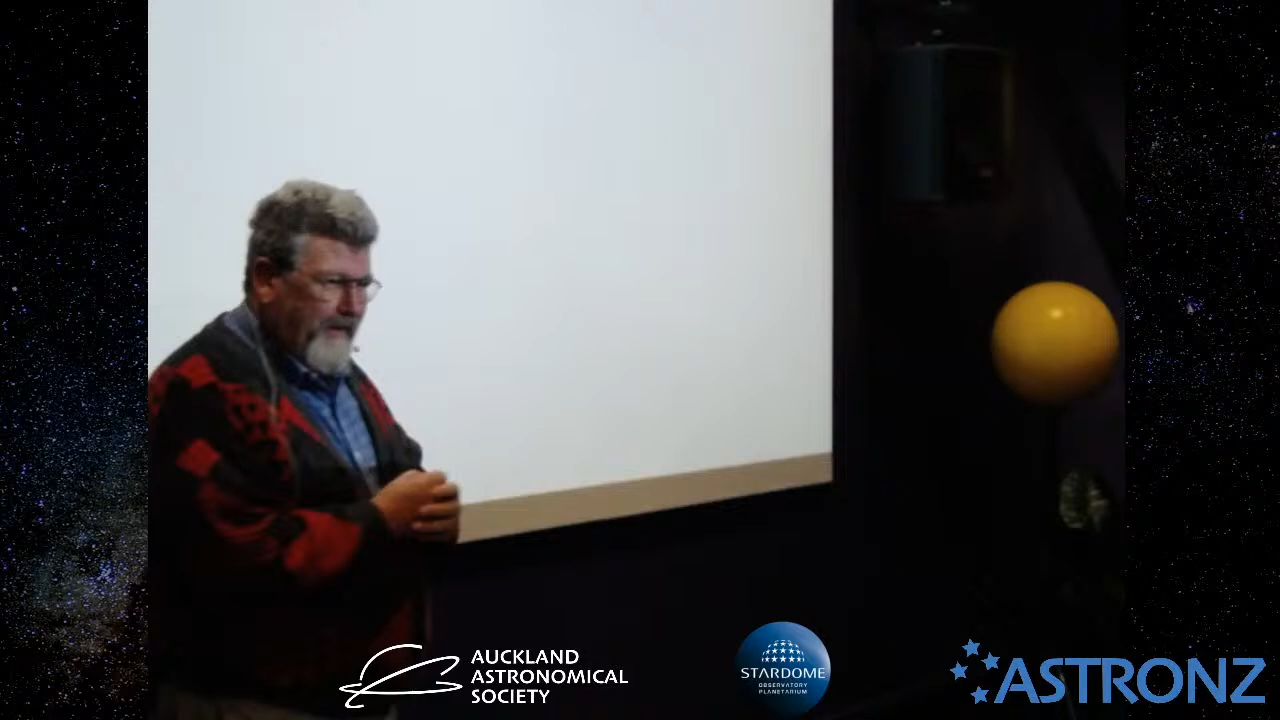 AUCKLAND
ASTRONOMICAL
SOCIETY
STARDOME
OBSERVATORY
PLANETARIUM
ASTRONZ